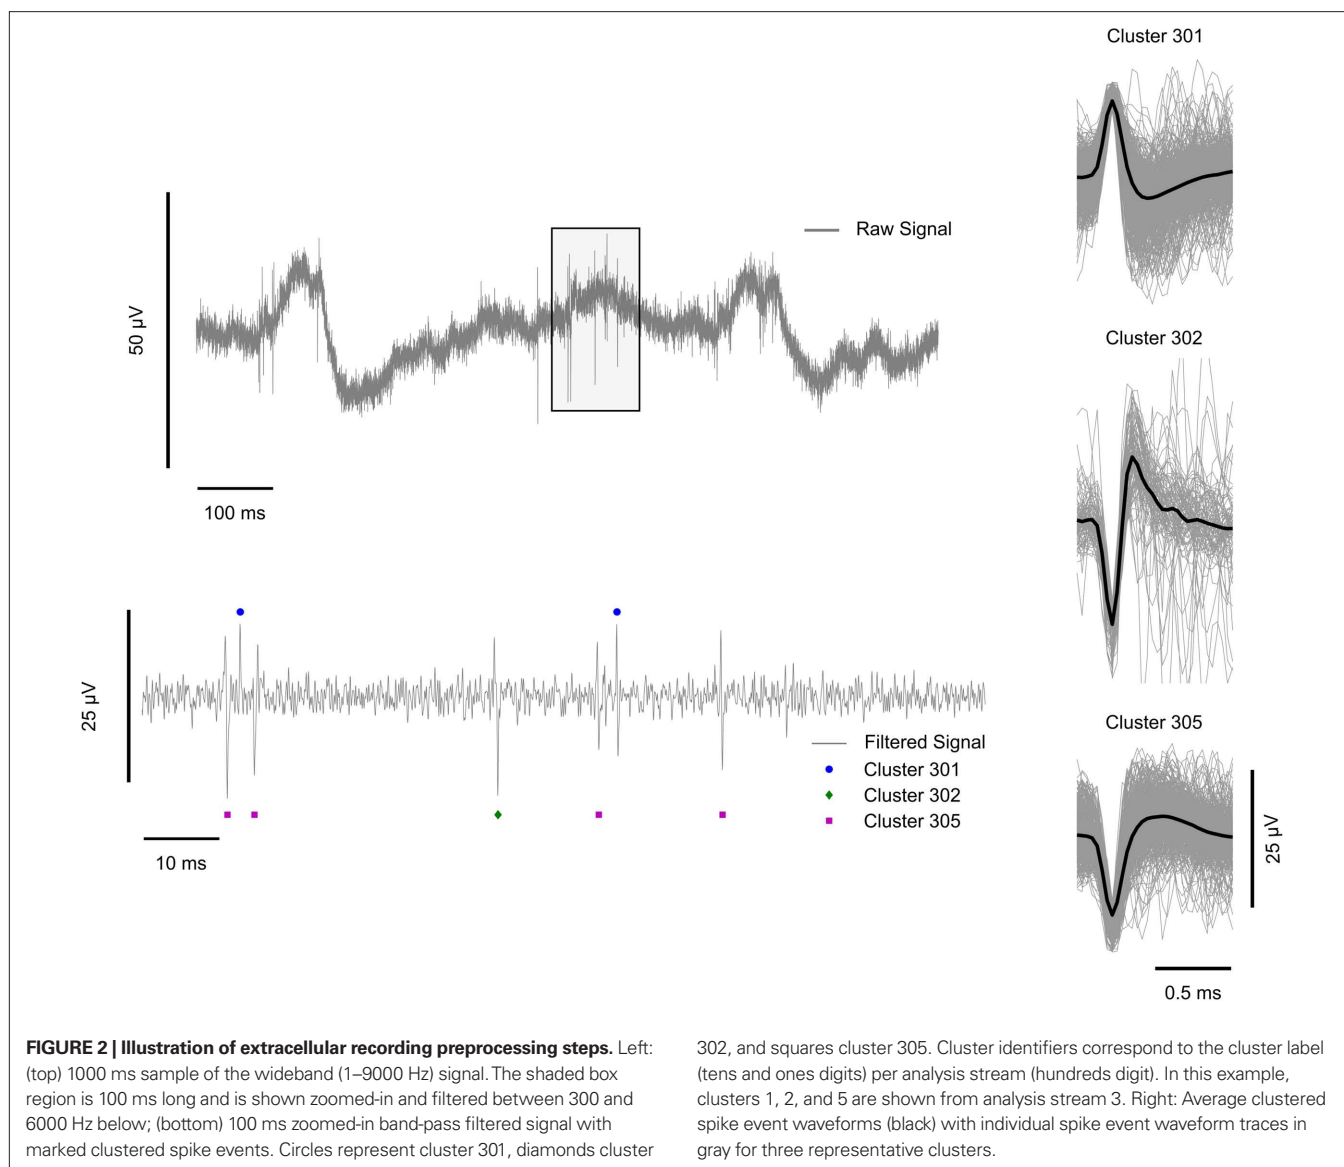 Cluster 301
Raw Signal
50 µV
100 ms
Cluster 302
25 µV
Filtered Signal
Cluster 301
Cluster 302
Cluster 305
10 ms
Cluster 305
25 µV
0.5 ms
FIGURE 2 | Illustration of extracellular recording preprocessing steps. Left:
(top) 1000 ms sample of the wideband (1–9000 Hz) signal. The shaded box
region is 100 ms long and is shown zoomed-in and filtered between 300 and
6000 Hz below; (bottom) 100 ms zoomed-in band-pass filtered signal with
marked clustered spike events. Circles represent cluster 301, diamonds cluster
302, and squares cluster 305. Cluster identifiers correspond to the cluster label
(tens and ones digits) per analysis stream (hundreds digit). In this example,
clusters 1, 2, and 5 are shown from analysis stream 3. Right: Average clustered
spike event waveforms (black) with individual spike event waveform traces in
gray for three representative clusters.